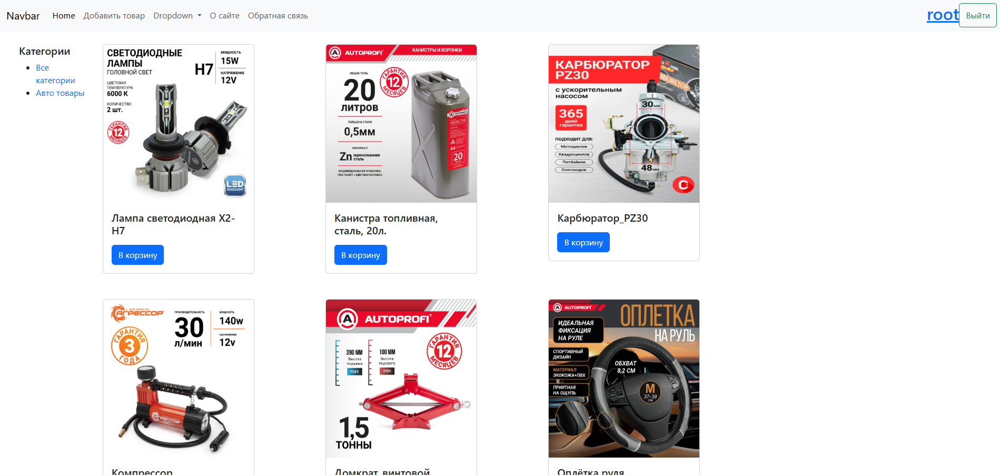 Navbar
Home
Добавить товар
Dropdown
О сайте
Обратная связь
root
Выйти
Категории
Все
категории
Авто товары
СВЕТОДИОДНЫЕ
ЛАМПЫ
ГОЛОВНОЙ СВЕТ
H7
МОЩНОСТЬ
15W
НАПРЯЖЕНИЕ
12V
ЦВЕТОВАЯ
ТЕМПЕРАТУРА
6000 K
КОЛИЧЕСТВО
2 шт.
ГАРАНТИЯ
12
МЕСЯЦЕВ
LED
HEADLIGHT
Лампа светодиодная X2-
H7
В корзину
A AUTOPROFI
КАНИСТРЫ И ВОРОНКИ
ОБЪЕМ ТАРЫ
20
ЛИТРОВ
ГАРАНТИЯ
12
МЕСЯЦЕВ
ТОЛЩИНА СТАЛИ
0,5мм
МАТЕРИАЛ
Zn оцинкованная
сталь
ИНДИВИДУАЛЬНАЯ УПАКОВКА:
ПВХ ПАКЕТ + ЦВЕТНАЯ КОРОБКА
AUTOPROFI
КАНИСТРА
20
Канистра топливная,
сталь, 20л.
В корзину
КАРБЮРАТОР
PZ30
с ускорительным
насосом
365
дней
гарантия
30мм
ПОДХОДИТ ДЛЯ:
Мотоциклов
Квадроциклов
Питбайков
Снегоходов
48мм
Карбюратор_PZ30
В корзину
АГРЕССОР
ПРОИЗВОДИТЕЛЬНОСТЬ
30
л/мин
МОЩНОСТЬ
140w
НАПРЯЖЕНИЕ
12v
ГАРАНТИЯ
3
ГОДА
АГРЕССОР
Компрессор
A AUTOPROFI®
ГАРАНТИЯ
12
МЕСЯЦЕВ
390 ММ
Высота
подъема
max
100 ММ
Высота
подхвата
min
1,5
ТОННЫ
Домкрат винтовой
A AUTOPROFI
ОПЛЕТКА
НА РУЛЬ
ИДЕАЛЬНАЯ
ФИКСАЦИЯ
НА РУЛЕ
СПОРТИВНЫЙ
ДИЗАЙН
МАТЕРИАЛ
ЭКОКОЖА+ПВХ
ПРИЯТНАЯ
НА ОЩУПЬ
ОБХВАТ
8,2 СМ
M
37-39
СМ
Оплётка руля